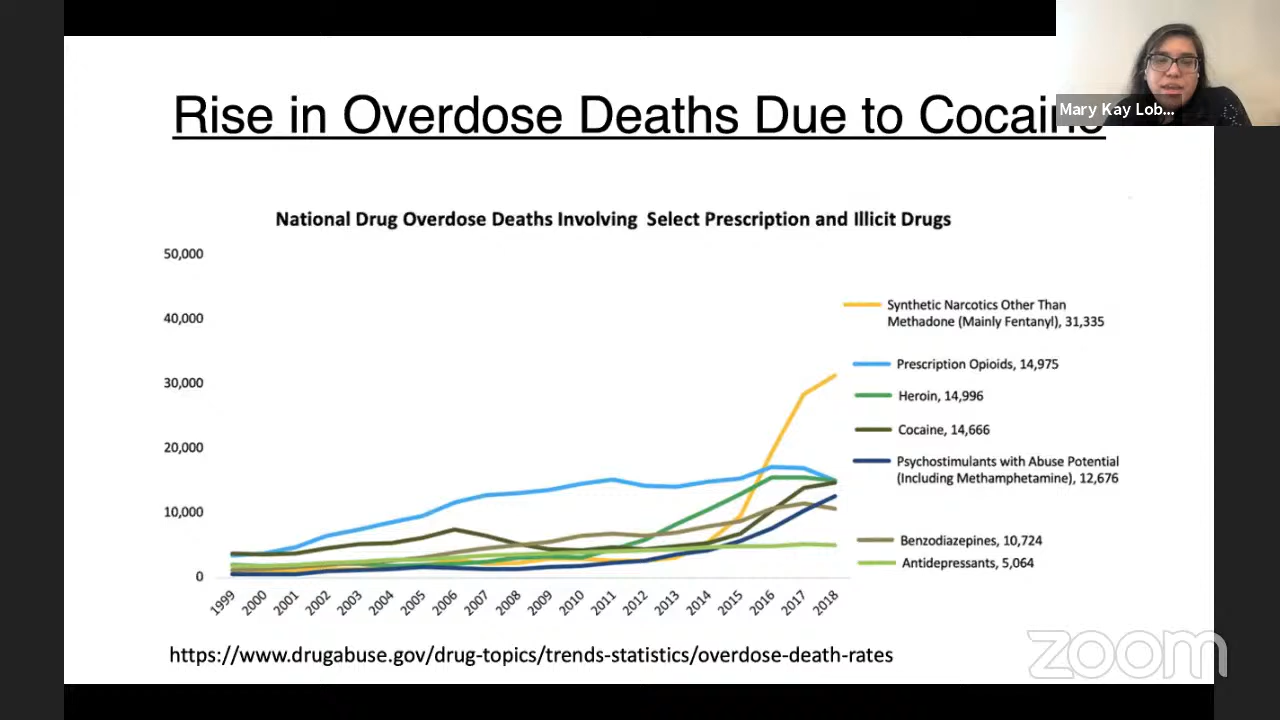 Rise in Overdose Deaths Due to Cocaine
Mary Kay Lob...
National Drug Overdose Deaths Involving Select Prescription and Illicit Drugs
50,000
40,000
30,000
20,000
10,000
0
Synthetic Narcotics Other Than
Methadone (Mainly Fentanyl), 31,335
Prescription Opioids, 14,975
Heroin, 14,996
Cocaine, 14,666
Psychostimulants with Abuse Potential
(Including Methamphetamine), 12,676
Benzodiazepines, 10,724
Antidepressants, 5,064
1999 2000 2001 2002 2003 2004 2005 2006 2007 2008 2009 2010 2011 2012 2013 2014 2015 2016 2017 2018
https://www.drugabuse.gov/drug-topics/trends-statistics/overdose-death-rates
zoom